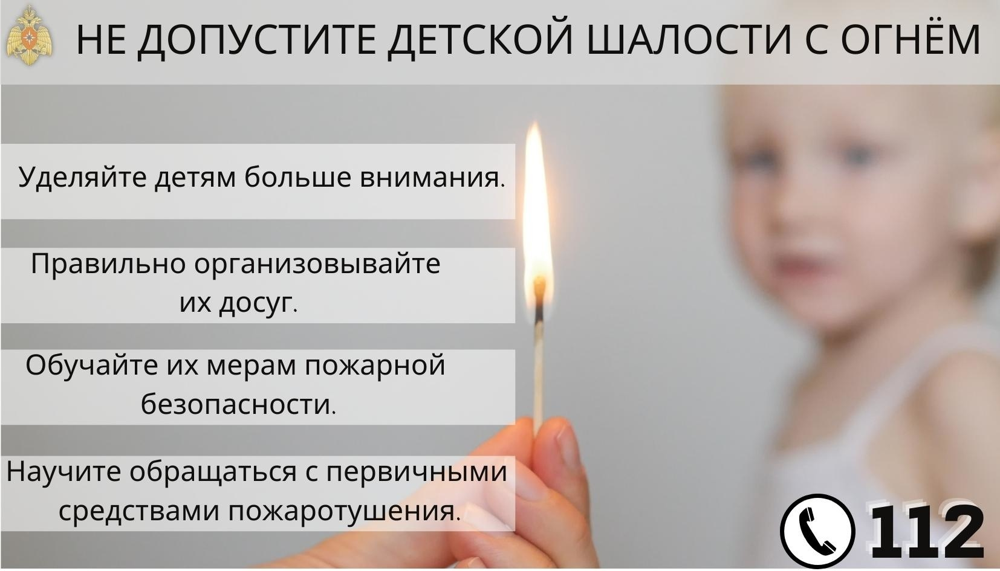 НЕ ДОПУСТИТЕ ДЕТСКОЙ ШАЛОСТИ С ОГНЁМ
Уделяйте детям больше внимания.
Правильно организовывайте
их досуг.
Обучайте их мерам пожарной
безопасности.
Научите обращаться с первичными
средствами пожаротушения.
112